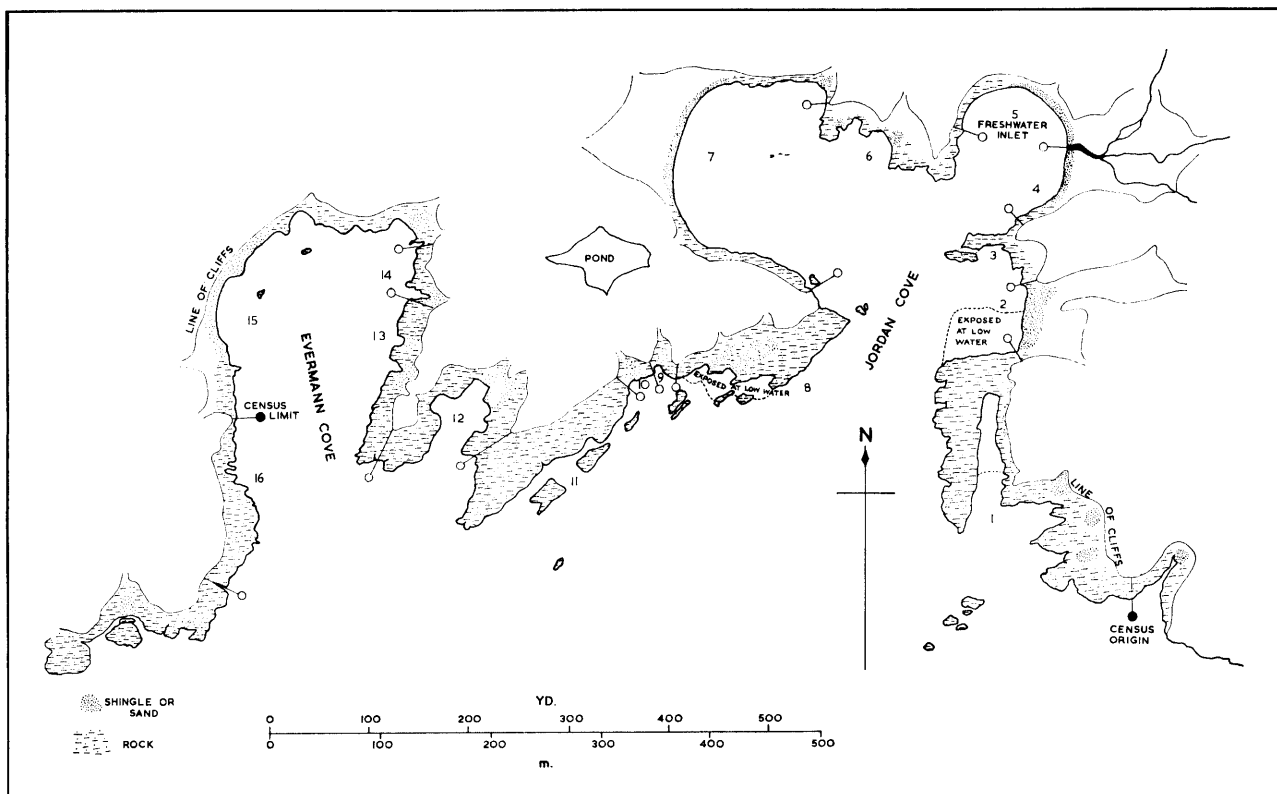 5
FRESHWATER
INLET
7
6
4
3
LINE OF CLIFFS
14
POND
2
EXPOSED
AT LOW
WATER
JORDAN COVE
15
EVERMANN COVE
13
9
EXPOSED AT LOW WATER
8
CENSUS
LIMIT
12
N
16
11
1
LINE
OF CLIFFS
CENSUS
ORIGIN
SHINGLE OR
SAND
ROCK
YD.
0 100 200 300 400 500
0 100 200 300 400 500
m.